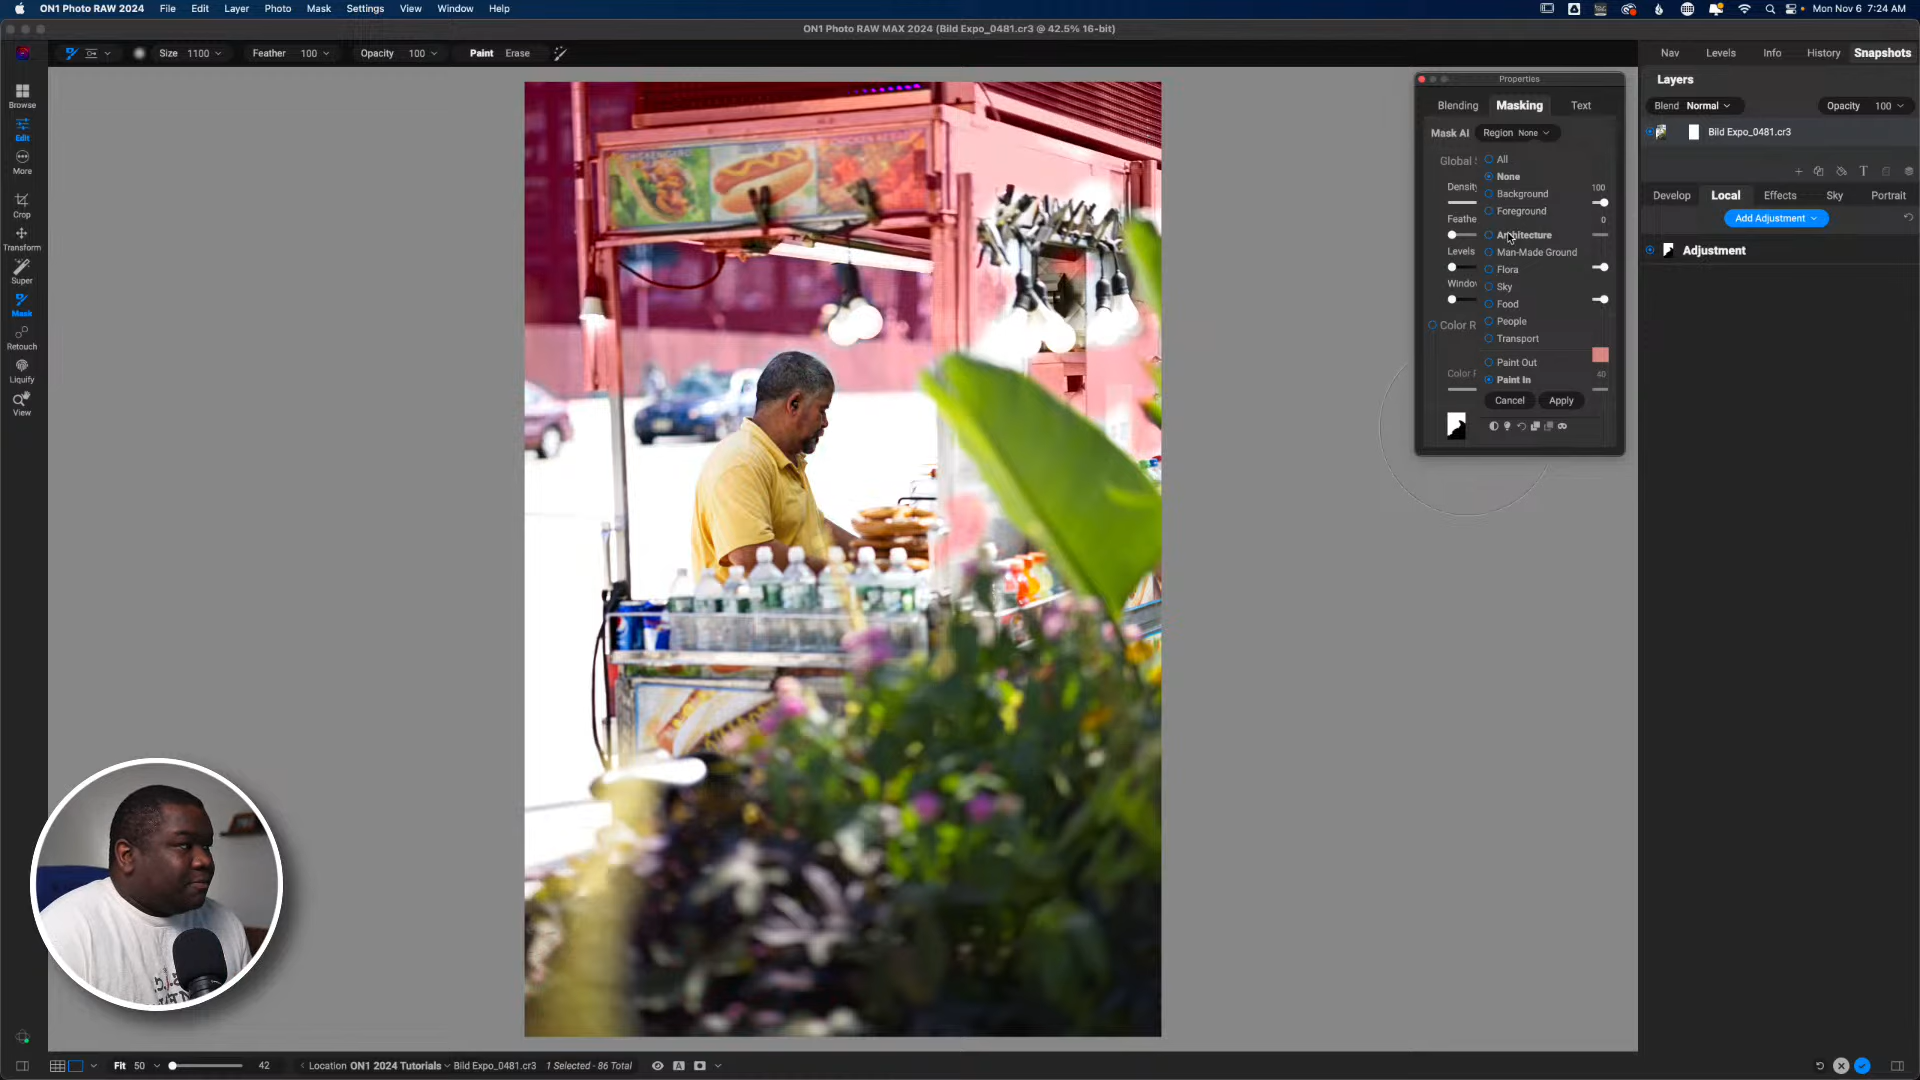 ON1 Photo RAW 2024 File Edit Layer Photo Mask Settings View Window Help Mon Nov 6 7:24 AM
ON1 Photo RAW MAX 2024 (Bild Expo_0481.cr3 @ 42.5% 16-bit)
Size 1100 Feather 100 Opacity 100 Paint Erase
Nav Levels Info History Snapshots
Browse
Edit
More
Crop
Transform
Super
Mask
Retouch
Liquify
View
Properties
Blending Masking Text
Mask AI Region None
Global
All
None
Density 100
Background
Foreground
Feathe 0
Architecture
Levels
Man-Made Ground
Flora
Window
Sky
Food
Color R
People
Transport
Paint Out
Color 40
Paint In
Cancel Apply
Layers
Blend Normal Opacity 100
Bild Expo_0481.cr3
Develop Local Effects Sky Portrait
Add Adjustment
Adjustment
Fit 50 42 Location ON1 2024 Tutorials Bild Expo_0481.cr3 1 Selected - 86 Total